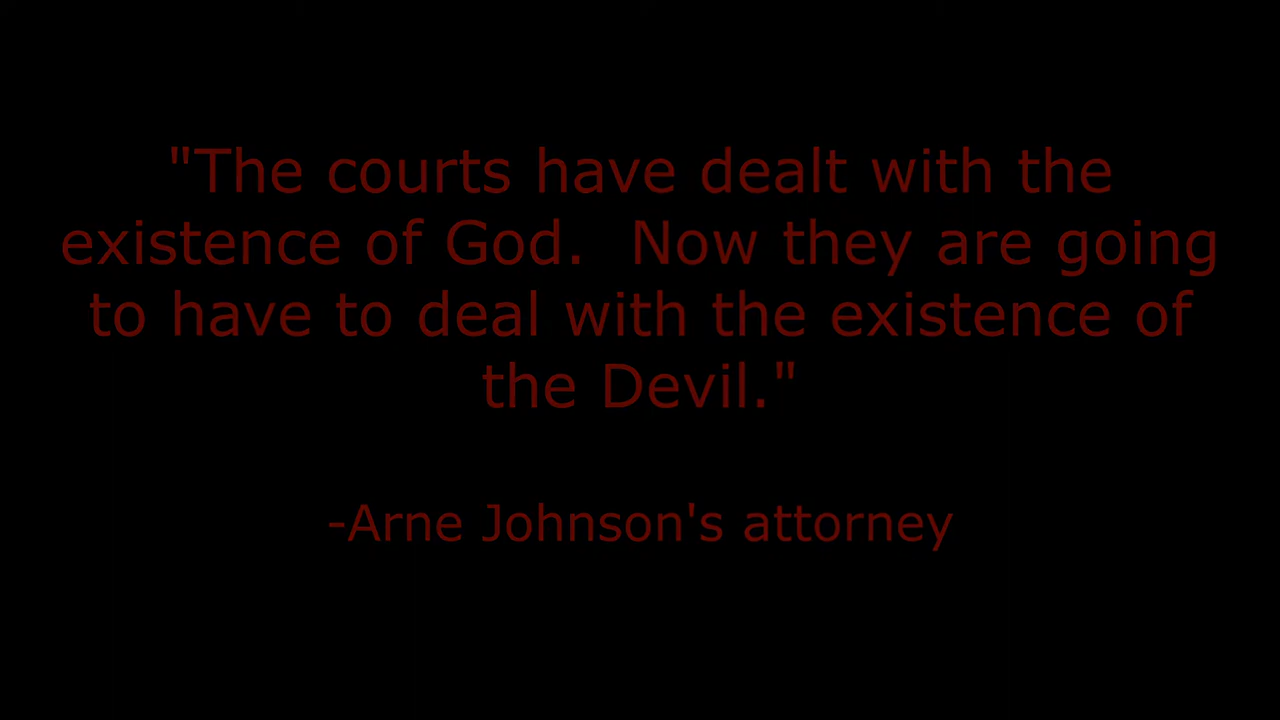 "The courts have dealt with the
existence of God.  Now they are going
to have to deal with the existence of
the Devil."
-Arne Johnson's attorney